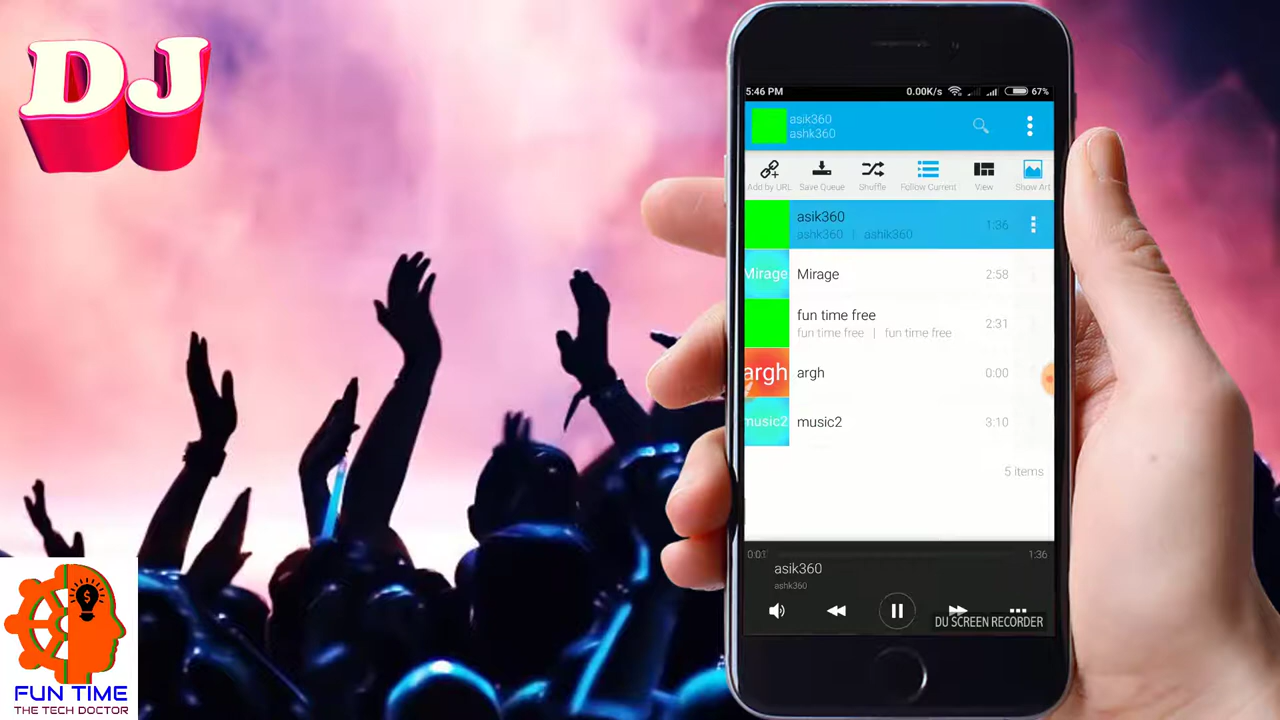 DJ
5:46 PM 0.00K/s 67%
asik360
ashk360
Add by URL Save Queue Shuffle Follow Current View Show Art
asik360 1:36
ashk360 | ashik360
Mirage Mirage 2:58
fun time free 2:31
fun time free | fun time free
argh argh 0:00
music2 music2 3:10
5 items
0:01 1:36
asik360
ashk360
DU SCREEN RECORDER
FUN TIME
THE TECH DOCTOR